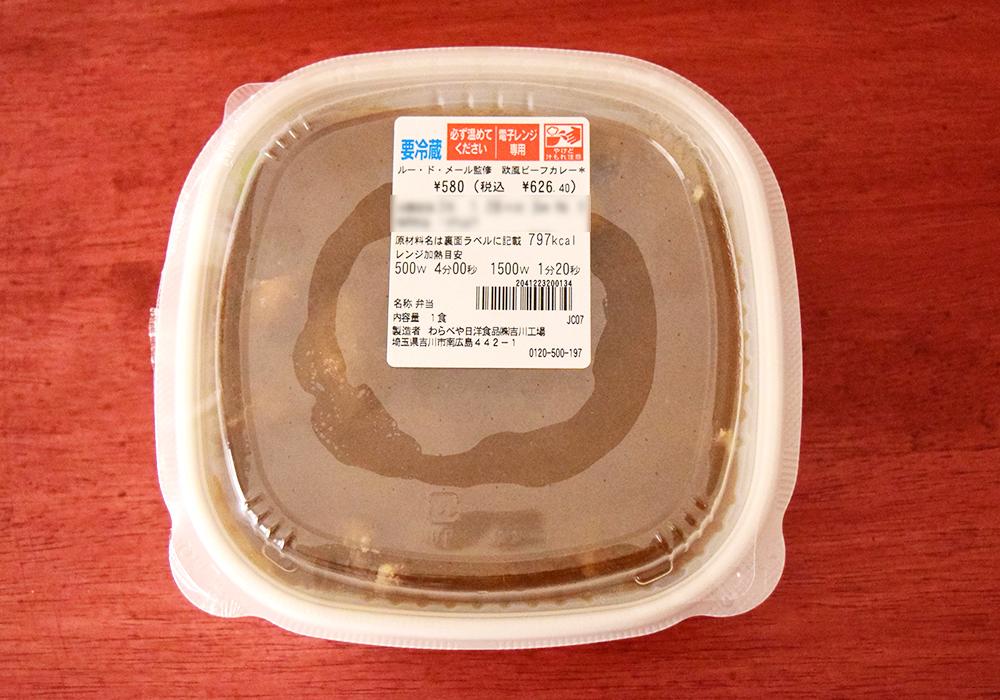 要冷蔵 必ず温めてください 電子レンジ専用 やけど汁もれ注意
ルー・ド・メール監修 欧風ビーフカレー*
¥580 (税込 ¥626.40)
原材料名は裏面ラベルに記載 797kcal
レンジ加熱目安
500W 4分00秒 1500W 1分20秒
2041223200134
名称 弁当
内容量 1食 JC07
製造者 わらべや日洋食品㈱吉川工場
埼玉県吉川市南広島442-1
0120-500-197